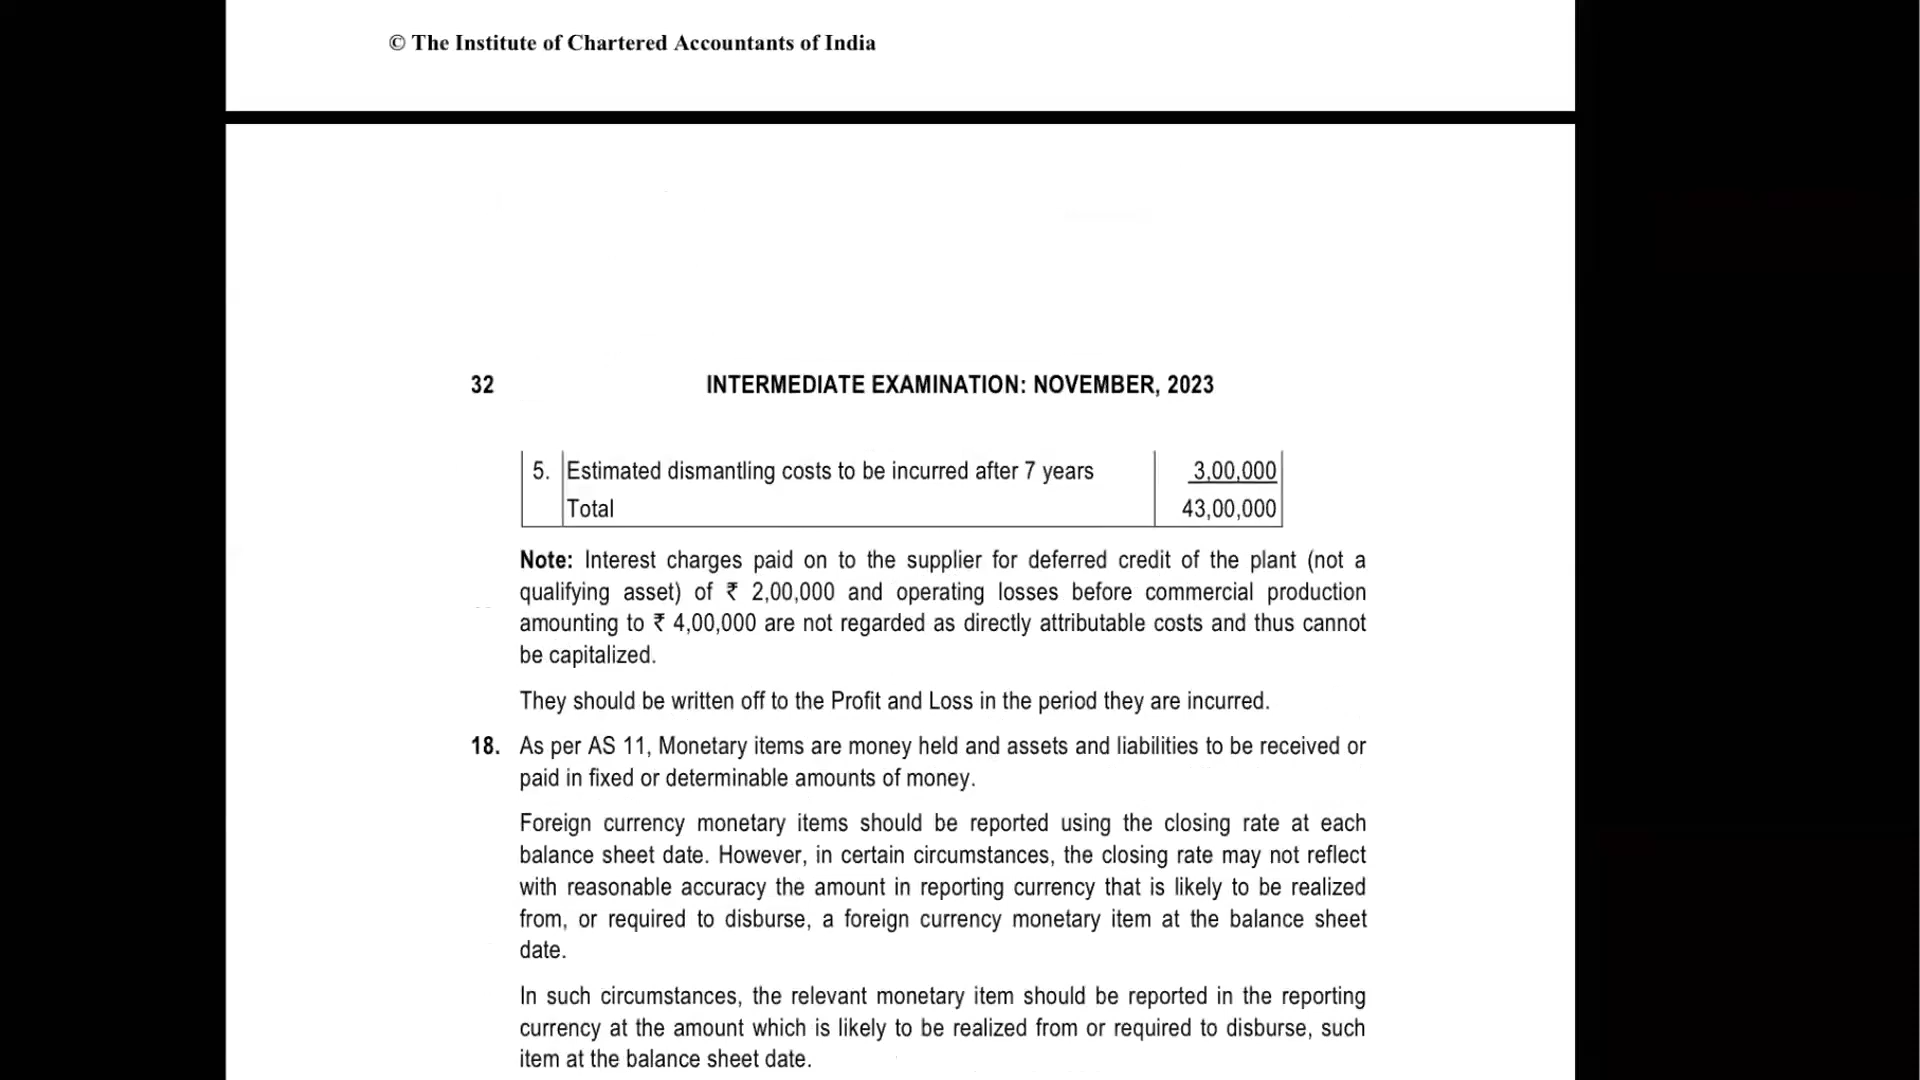 © The Institute of Chartered Accountants of India
32 INTERMEDIATE EXAMINATION: NOVEMBER, 2023
5. Estimated dismantling costs to be incurred after 7 years 3,00,000
Total 43,00,000
Note: Interest charges paid on to the supplier for deferred credit of the plant (not a
qualifying asset) of ₹ 2,00,000 and operating losses before commercial production
amounting to ₹ 4,00,000 are not regarded as directly attributable costs and thus cannot
be capitalized.
They should be written off to the Profit and Loss in the period they are incurred.
18. As per AS 11, Monetary items are money held and assets and liabilities to be received or
paid in fixed or determinable amounts of money.
Foreign currency monetary items should be reported using the closing rate at each
balance sheet date. However, in certain circumstances, the closing rate may not reflect
with reasonable accuracy the amount in reporting currency that is likely to be realized
from, or required to disburse, a foreign currency monetary item at the balance sheet
date.
In such circumstances, the relevant monetary item should be reported in the reporting
currency at the amount which is likely to be realized from or required to disburse, such
item at the balance sheet date.